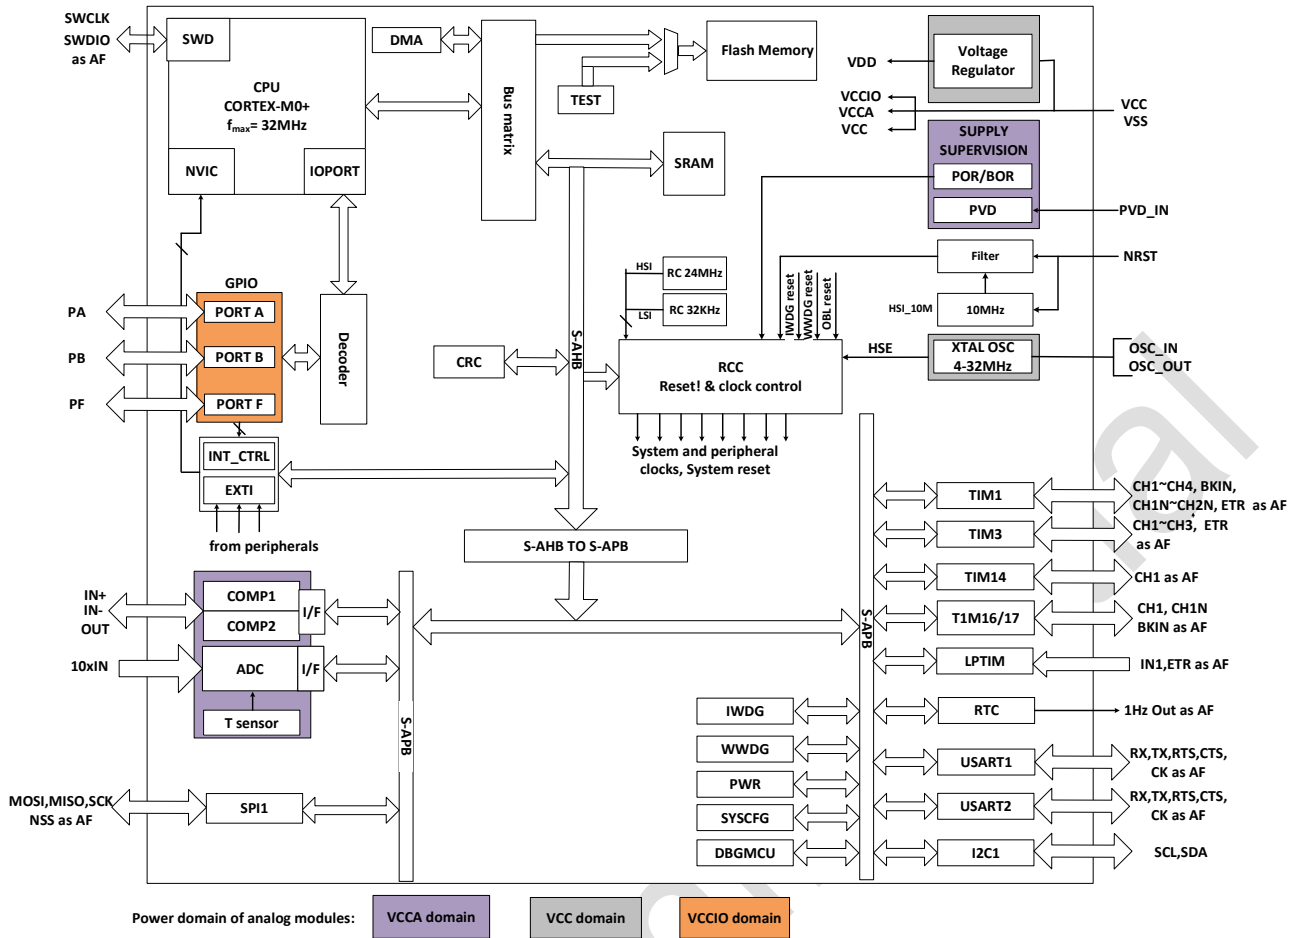 SWCLK
SWDIO
as AF
SWD
CPU
CORTEX-M0+
fmax= 32MHz
NVIC
IOPORT
DMA
Bus matrix
TEST
Flash Memory
SRAM
VDD
Voltage
Regulator
VCCIO
VCCA
VCC
VCC
VSS
SUPPLY
SUPERVISION
POR/BOR
PVD
PVD_IN
Filter
NRST
HSI_10M
10MHz
HSI
RC 24MHz
LSI
RC 32KHz
IWDG reset
WWDG reset
OBL reset
HSE
XTAL OSC
4-32MHz
OSC_IN
OSC_OUT
RCC
Reset! & clock control
System and peripheral
clocks, System reset
GPIO
PA
PORT A
PB
PORT B
PF
PORT F
Decoder
CRC
S-AHB
INT_CTRL
EXTI
from peripherals
S-AHB TO S-APB
IN+
IN-
OUT
COMP1
COMP2
I/F
10xIN
ADC
I/F
T sensor
S-APB
MOSI,MISO,SCK
NSS as AF
SPI1
S-APB
IWDG
WWDG
PWR
SYSCFG
DBGMCU
TIM1
CH1~CH4, BKIN,
CH1N~CH2N, ETR as AF
TIM3
CH1~CH3, ETR
as AF
TIM14
CH1 as AF
T1M16/17
CH1, CH1N
BKIN as AF
LPTIM
IN1,ETR as AF
RTC
1Hz Out as AF
USART1
RX,TX,RTS,CTS,
CK as AF
USART2
RX,TX,RTS,CTS,
CK as AF
I2C1
SCL,SDA
Power domain of analog modules:
VCCA domain
VCC domain
VCCIO domain